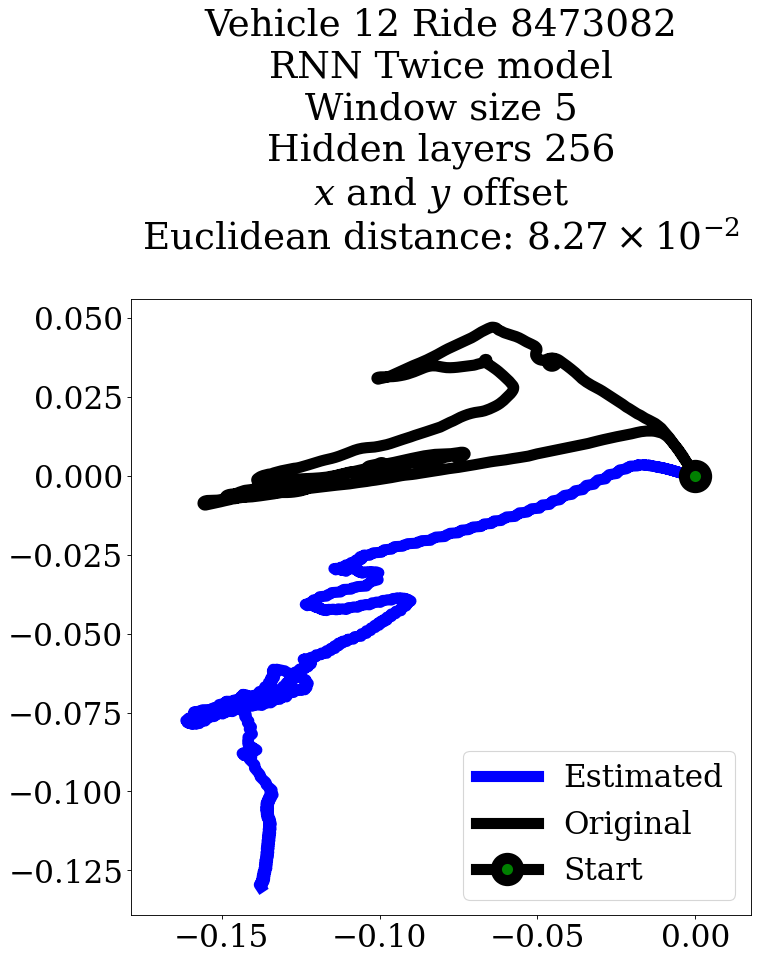 Vehicle 12 Ride 8473082
RNN Twice model
Window size 5
Hidden layers 256
x and y offset
Euclidean distance: 8.27 × 10⁻²
0.050
0.025
0.000
−0.025
−0.050
−0.075
−0.100
−0.125
Estimated
Original
Start
−0.15 −0.10 −0.05 0.00